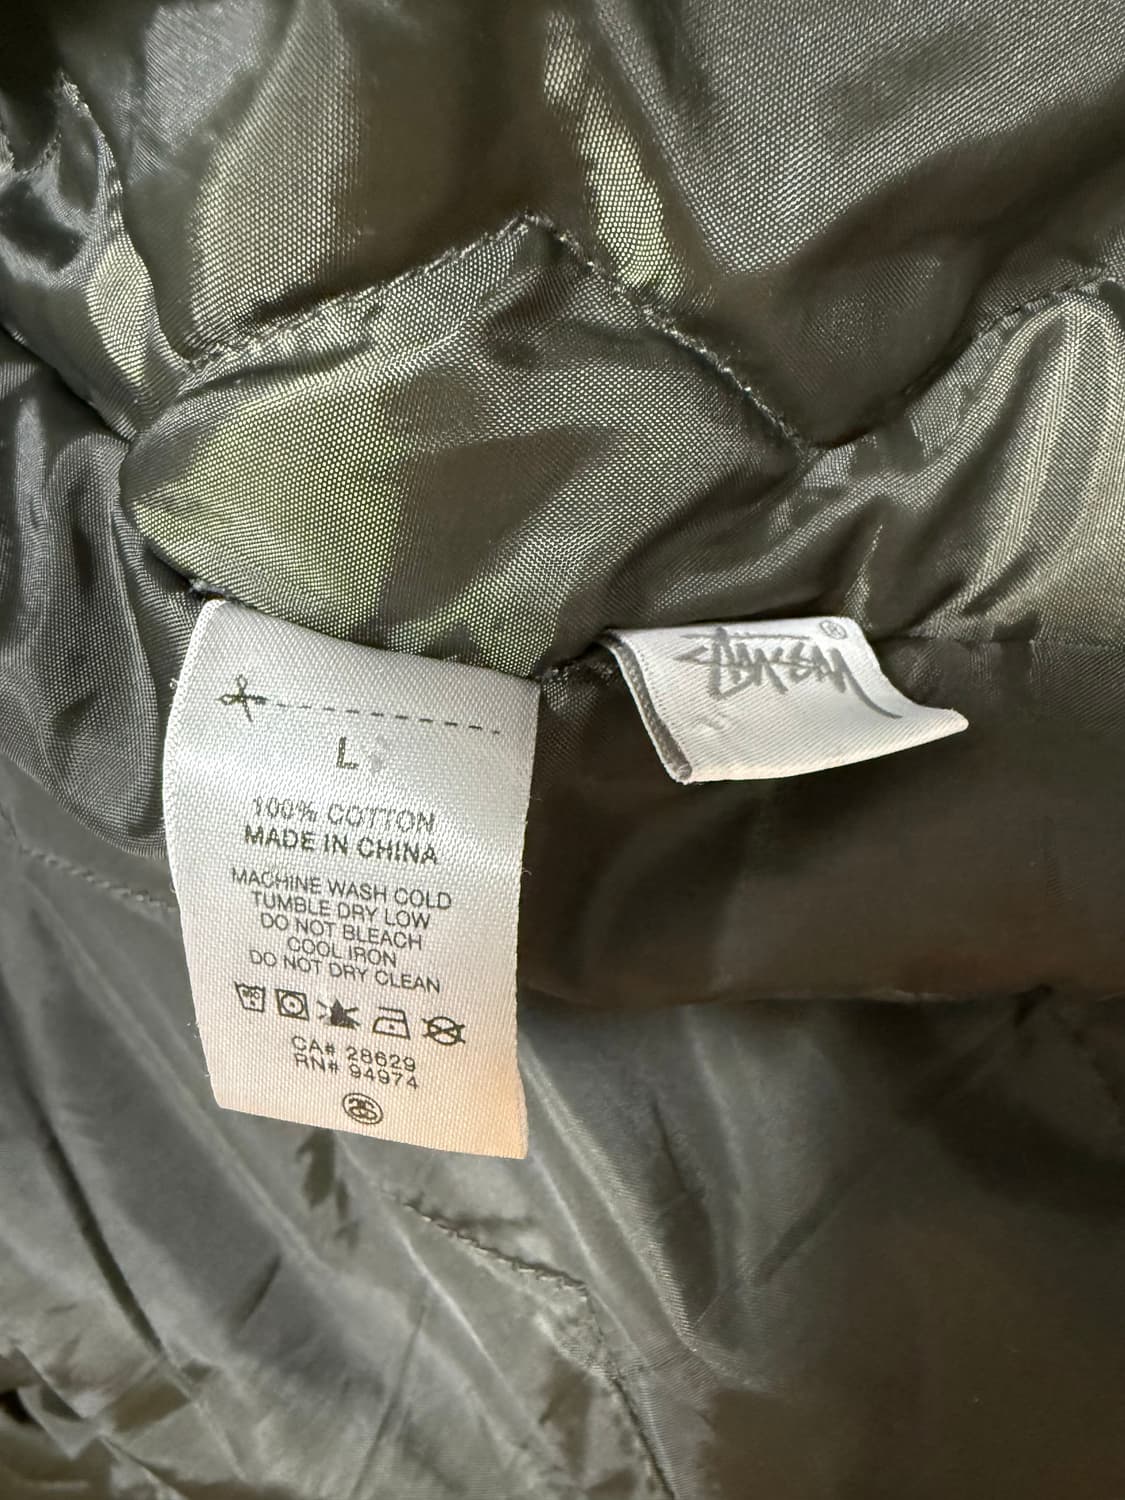 L
100% COTTON
MADE IN CHINA
MACHINE WASH COLD
TUMBLE DRY LOW
DO NOT BLEACH
COOL IRON
DO NOT DRY CLEAN
CA# 28629
RN# 94974
STÜSSY®